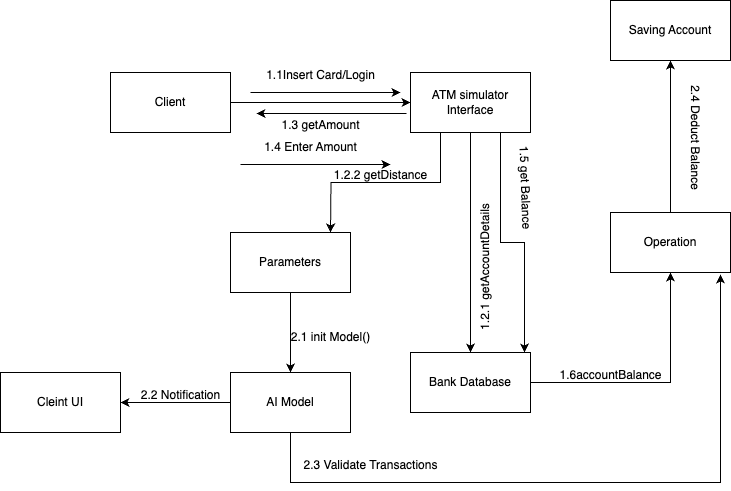 Saving Account
1.1Insert Card/Login
Client
ATM simulator
Interface
1.3 getAmount
1.4 Enter Amount
1.2.2 getDistance
2.4 Deduct Balance
1.5 get Balance
1.2.1 getAccountDetails
Parameters
Operation
2.1 init Model()
1.6accountBalance
Cleint UI
2.2 Notification
AI Model
Bank Database
2.3 Validate Transactions